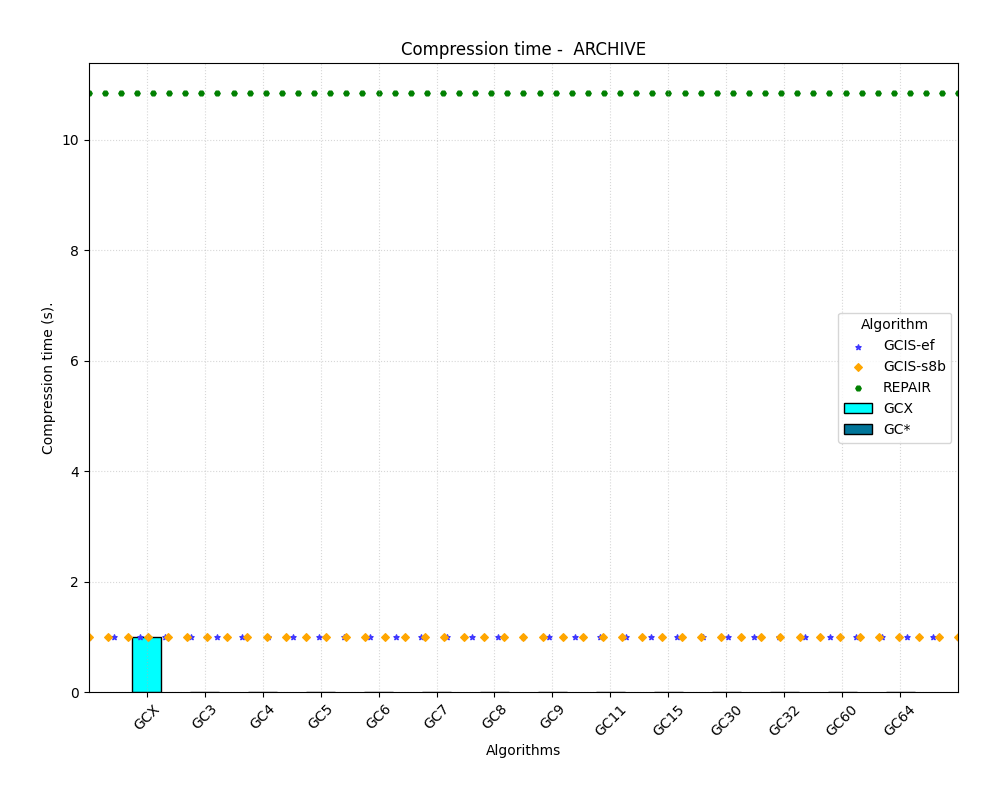 Compression time -  ARCHIVE
Compression time (s).
10
8
6
4
2
0
Algorithm
GCIS-ef
GCIS-s8b
REPAIR
GCX
GC*
GCX
GC3
GC4
GC5
GC6
GC7
GC8
GC9
GC11
GC15
GC30
GC32
GC60
GC64
Algorithms